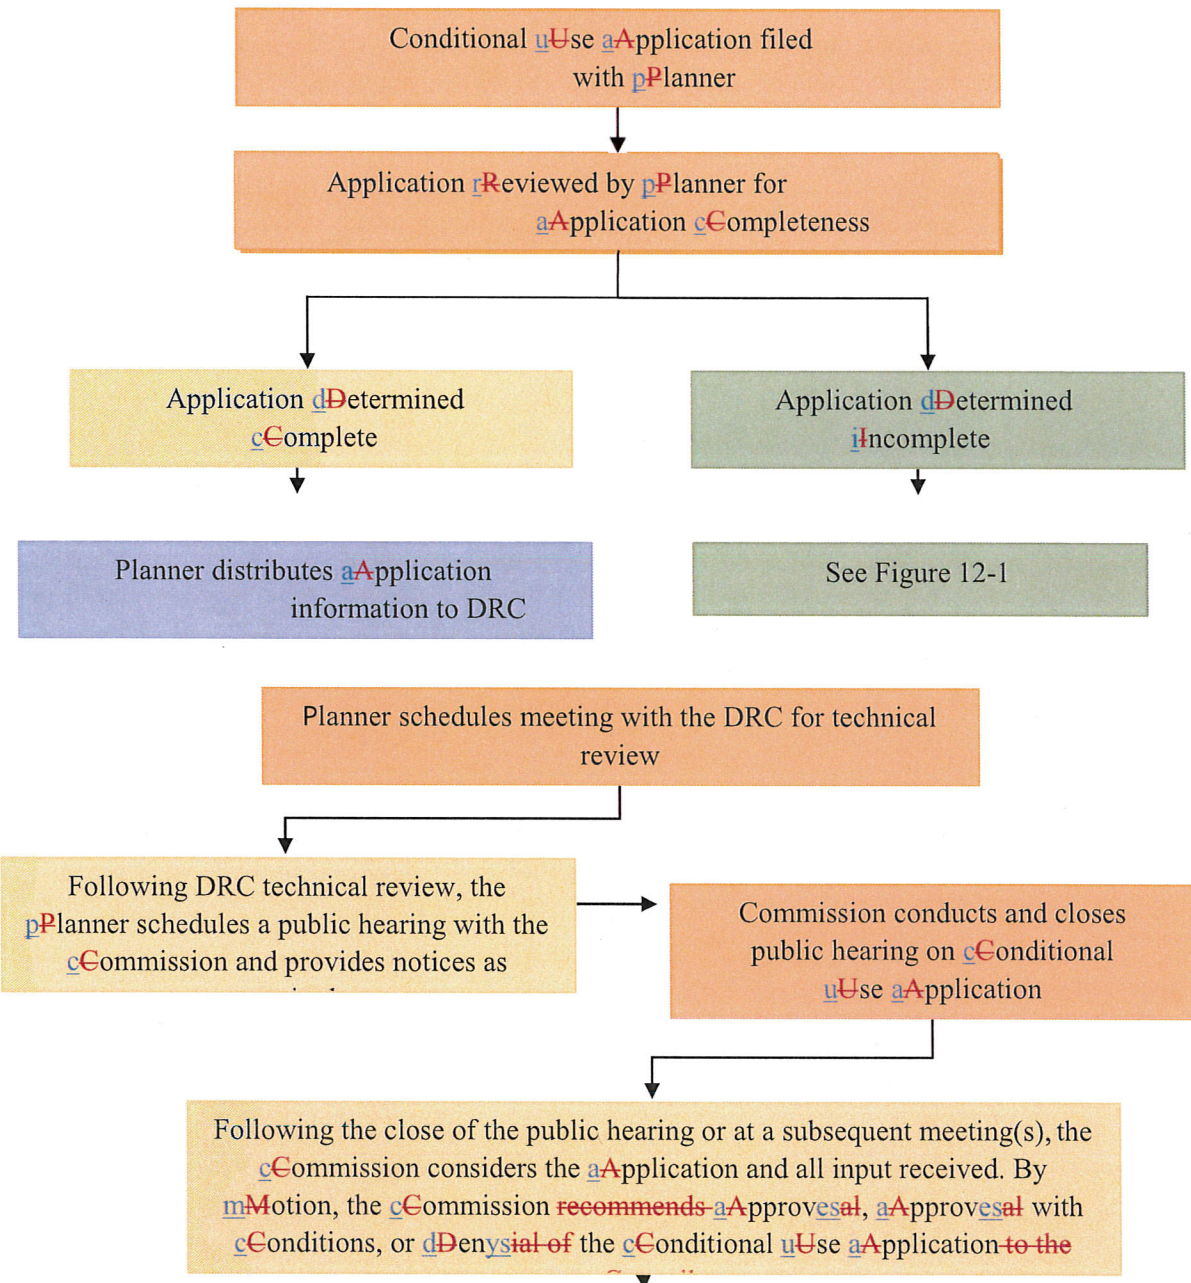 Conditional uUse aApplication filed
with pPlanner
Application rReviewed by pPlanner for
aApplication cCompleteness
Application dDetermined
cComplete
Application dDetermined
iIncomplete
Planner distributes aApplication
information to DRC
See Figure 12-1
Planner schedules meeting with the DRC for technical
review
Following DRC technical review, the
pPlanner schedules a public hearing with the
cCommission and provides notices as
Commission conducts and closes
public hearing on cConditional
uUse aApplication
Following the close of the public hearing or at a subsequent meeting(s), the
cCommission considers the aApplication and all input received. By
mMotion, the cCommission recommends aApprovesal, aApprovesal with
cConditions, or dDenysial of the cConditional uUse aApplication to the